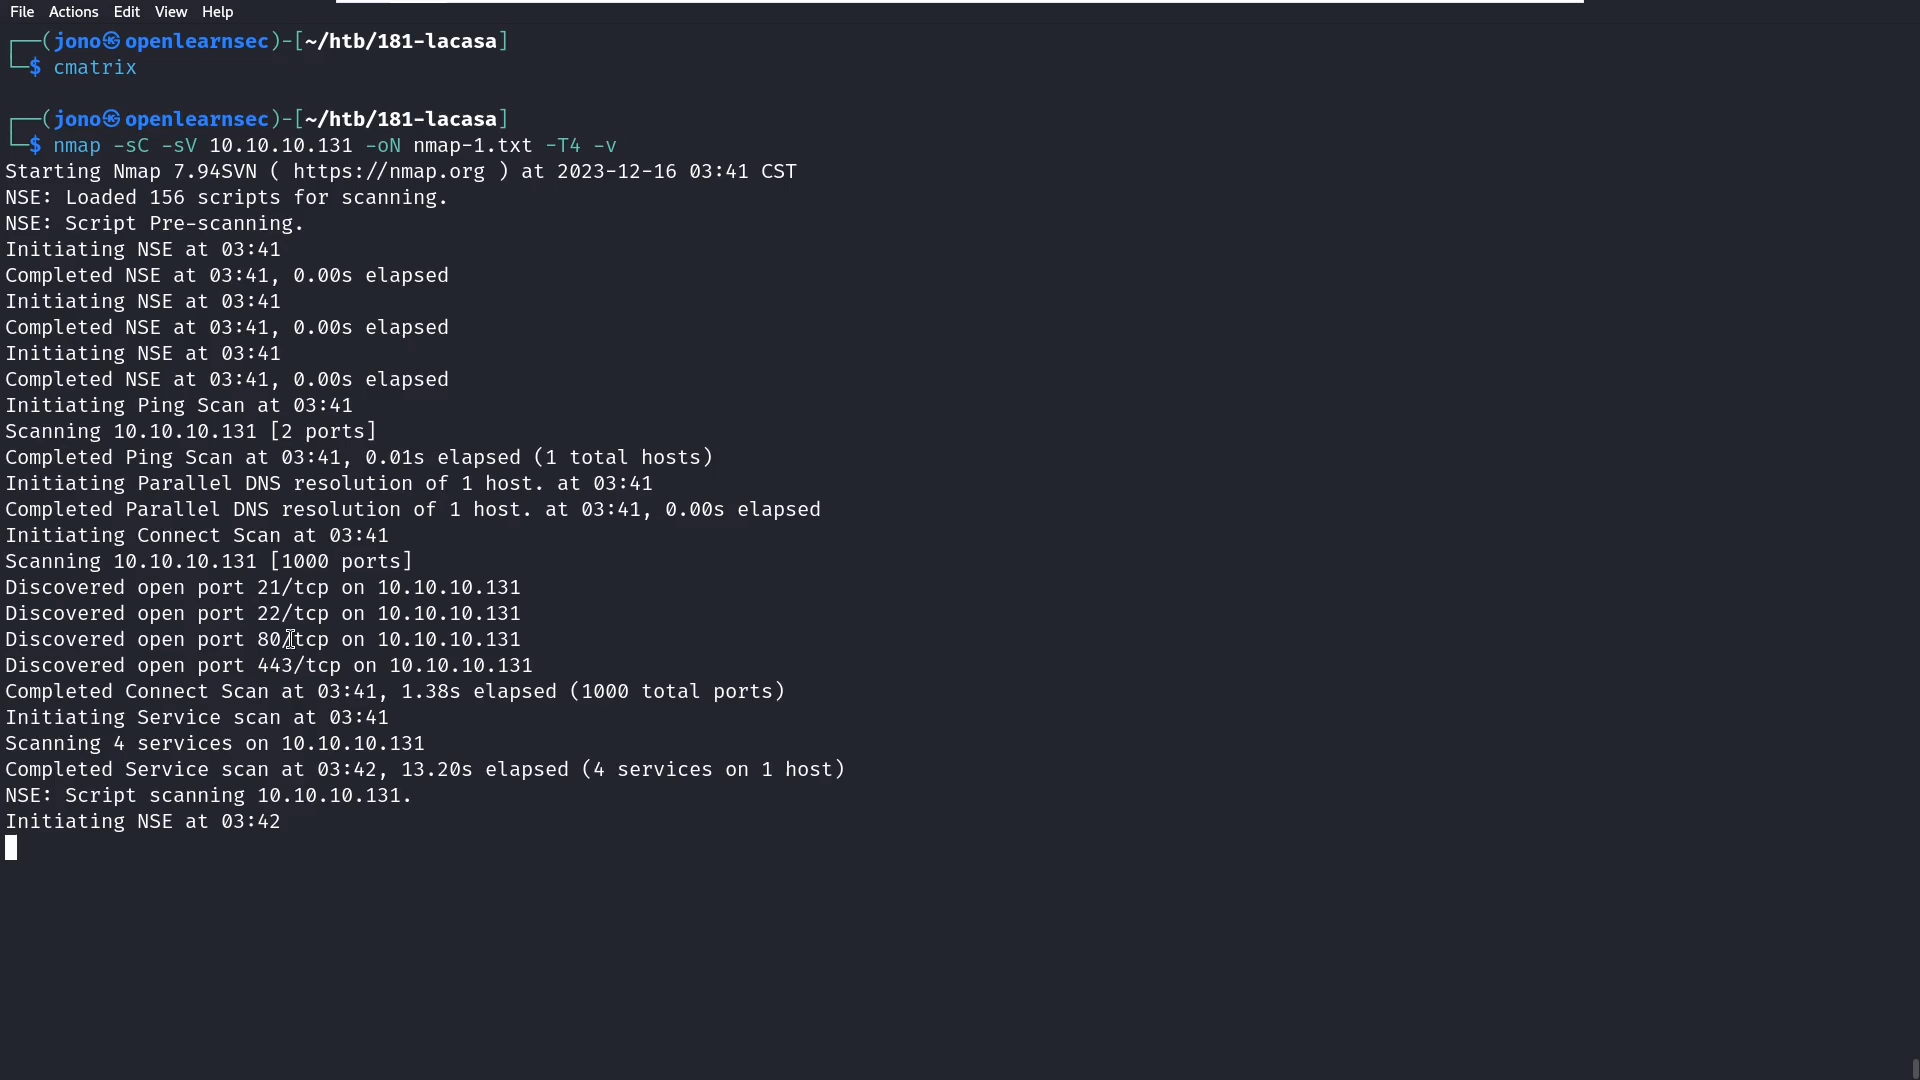 File Actions Edit View Help
┌──(jono㉿openlearnsec)-[~/htb/181-lacasa]
└─$ cmatrix
┌──(jono㉿openlearnsec)-[~/htb/181-lacasa]
└─$ nmap -sC -sV 10.10.10.131 -oN nmap-1.txt -T4 -v
Starting Nmap 7.94SVN ( https://nmap.org ) at 2023-12-16 03:41 CST
NSE: Loaded 156 scripts for scanning.
NSE: Script Pre-scanning.
Initiating NSE at 03:41
Completed NSE at 03:41, 0.00s elapsed
Initiating NSE at 03:41
Completed NSE at 03:41, 0.00s elapsed
Initiating NSE at 03:41
Completed NSE at 03:41, 0.00s elapsed
Initiating Ping Scan at 03:41
Scanning 10.10.10.131 [2 ports]
Completed Ping Scan at 03:41, 0.01s elapsed (1 total hosts)
Initiating Parallel DNS resolution of 1 host. at 03:41
Completed Parallel DNS resolution of 1 host. at 03:41, 0.00s elapsed
Initiating Connect Scan at 03:41
Scanning 10.10.10.131 [1000 ports]
Discovered open port 21/tcp on 10.10.10.131
Discovered open port 22/tcp on 10.10.10.131
Discovered open port 80/tcp on 10.10.10.131
Discovered open port 443/tcp on 10.10.10.131
Completed Connect Scan at 03:41, 1.38s elapsed (1000 total ports)
Initiating Service scan at 03:41
Scanning 4 services on 10.10.10.131
Completed Service scan at 03:42, 13.20s elapsed (4 services on 1 host)
NSE: Script scanning 10.10.10.131.
Initiating NSE at 03:42